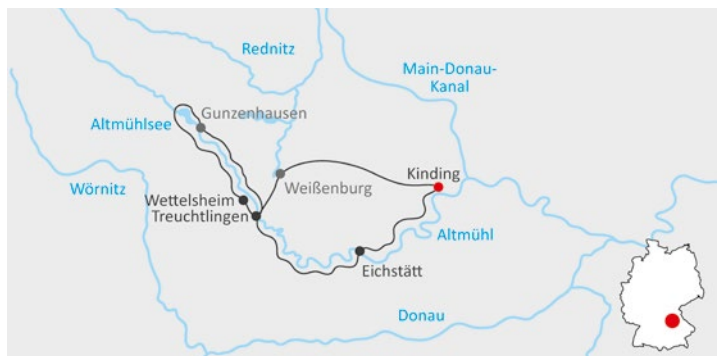 Rednitz
Main-Donau-
Kanal
Gunzenhausen
Altmühlsee
Kinding
Wörnitz
Weißenburg
Wettelsheim
Treuchtlingen
Altmühl
Eichstätt
Donau